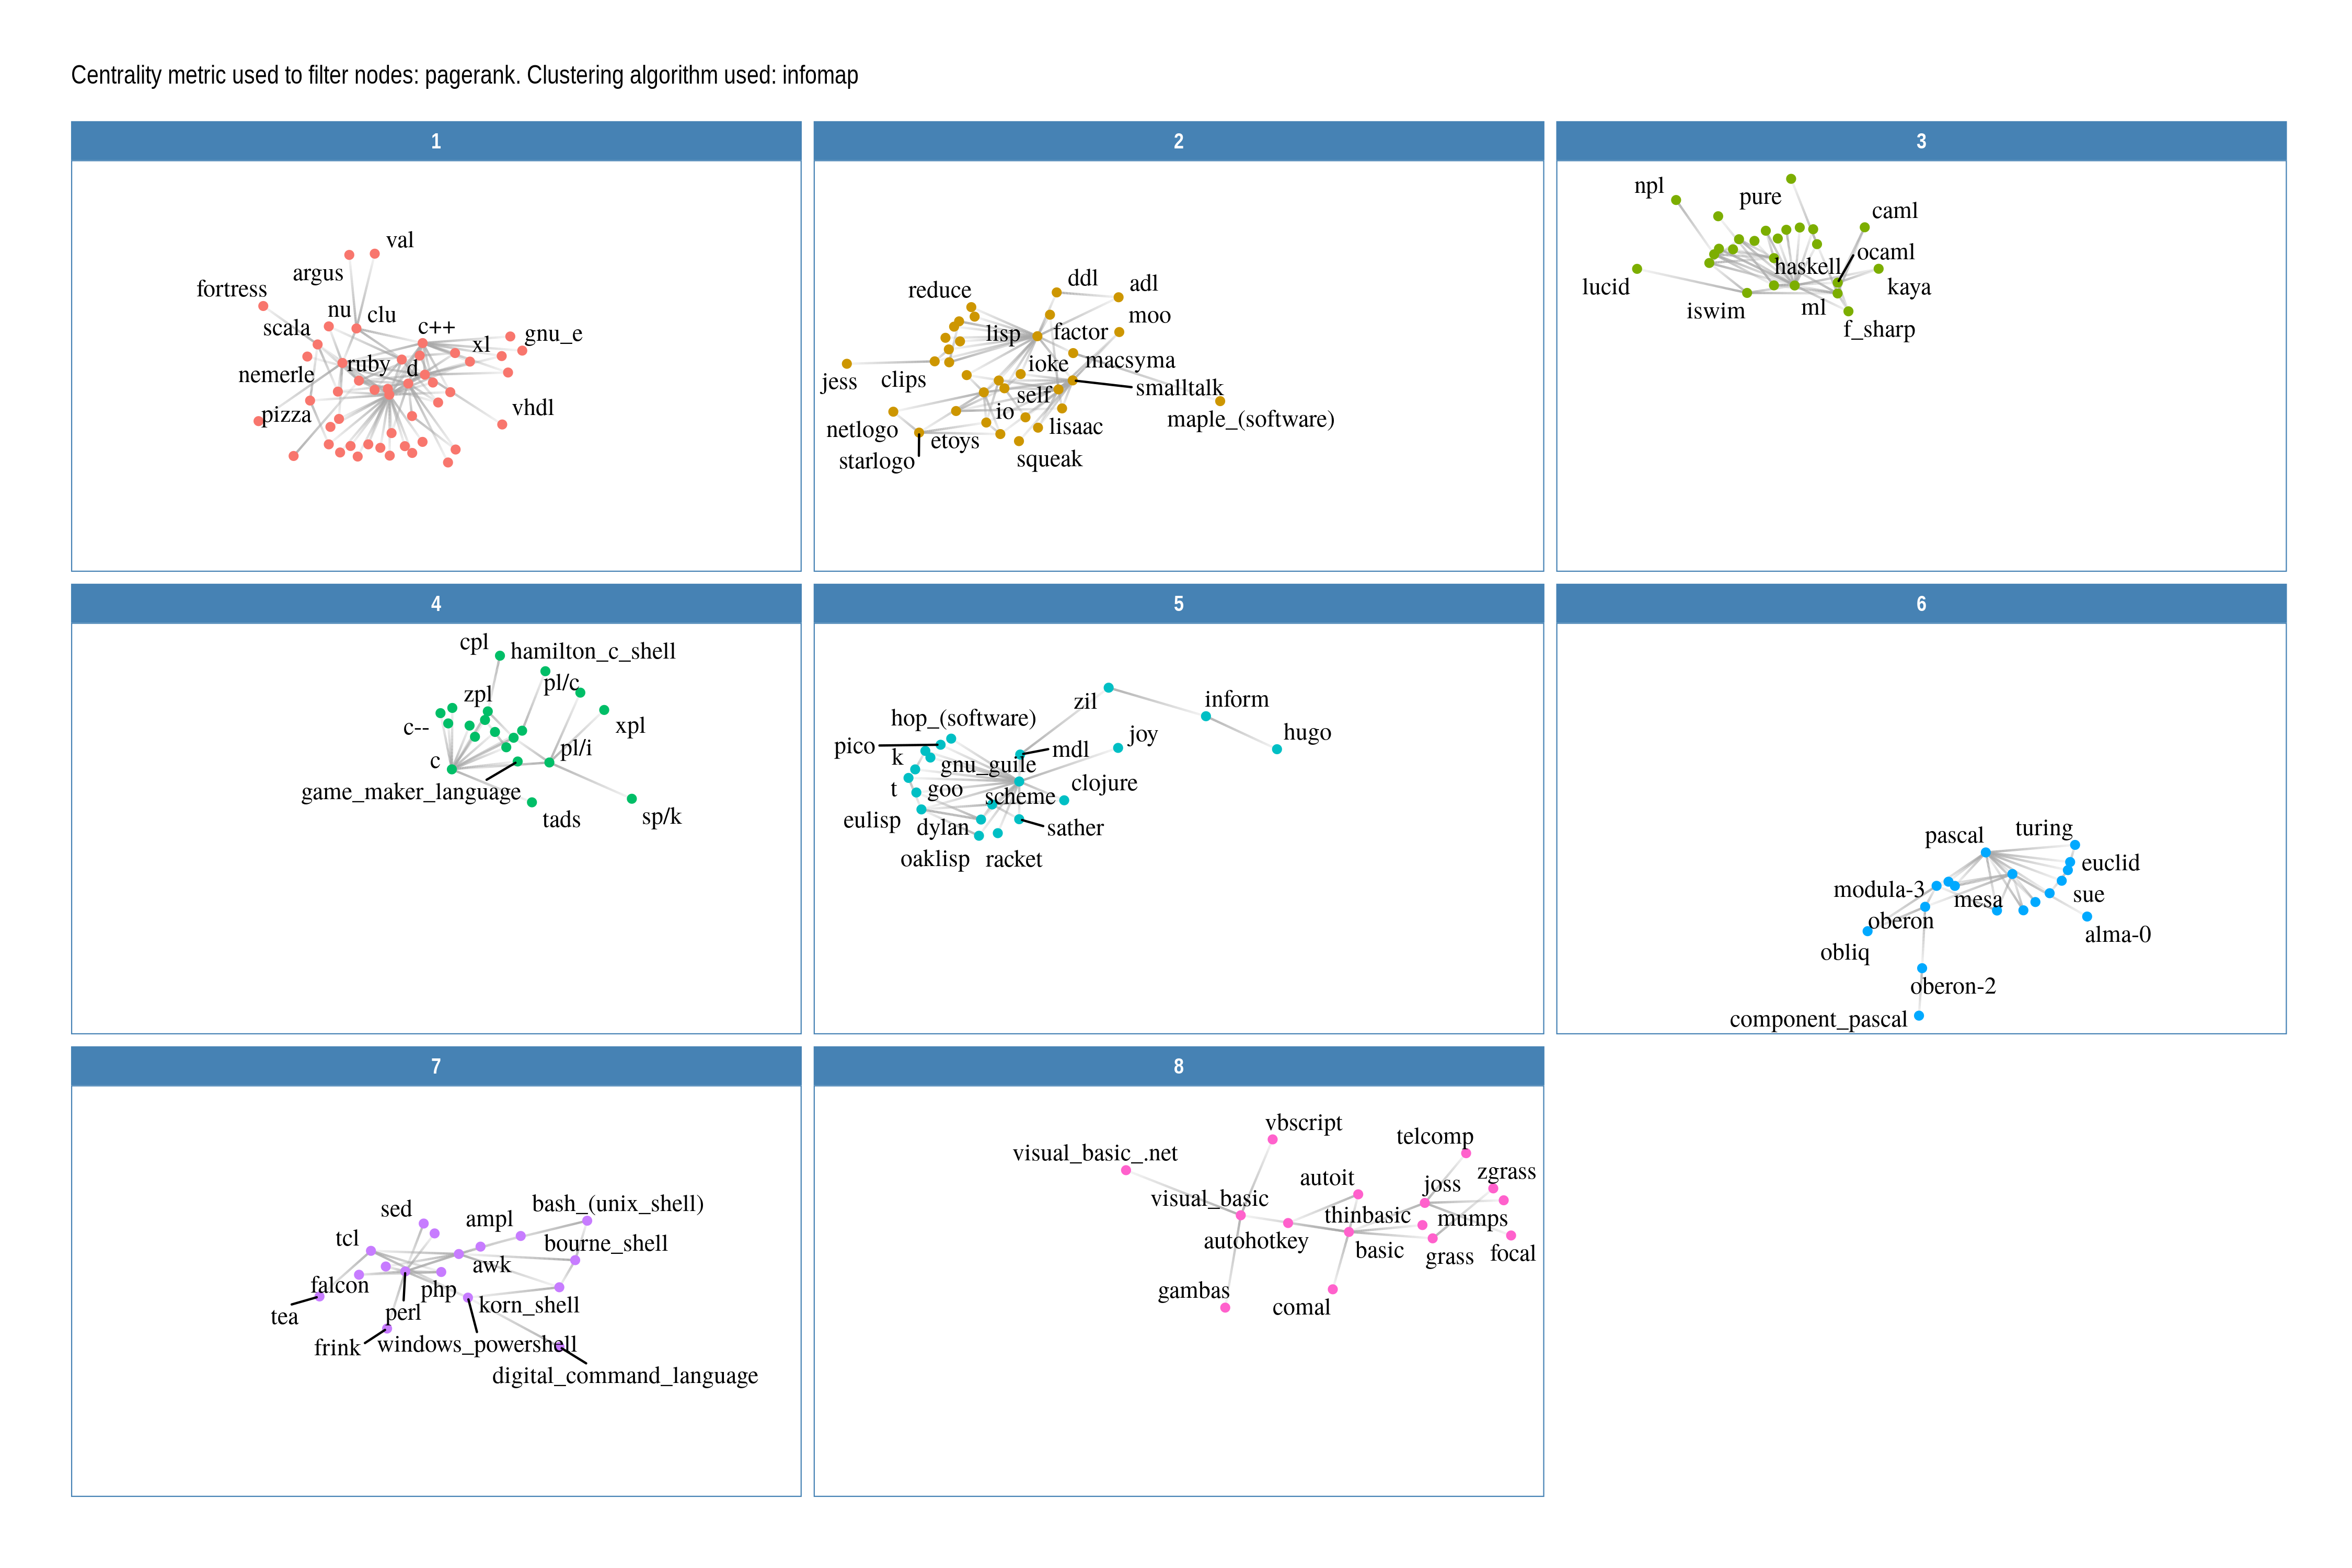 Centrality metric used to filter nodes: pagerank. Clustering algorithm used: infomap
1
val
argus
fortress
nu
clu
scala
c++
xl
gnu_e
ruby
d
nemerle
pizza
vhdl
2
ddl
adl
reduce
moo
lisp
factor
ioke
macsyma
jess
clips
self
smalltalk
io
maple_(software)
netlogo
etoys
lisaac
starlogo
squeak
3
npl
pure
caml
ocaml
haskell
lucid
kaya
iswim
ml
f_sharp
4
cpl
hamilton_c_shell
pl/c
zpl
c--
xpl
pl/i
c
game_maker_language
tads
sp/k
5
zil
inform
hop_(software)
hugo
pico
joy
mdl
k
gnu_guile
t
goo
scheme
clojure
eulisp
dylan
sather
oaklisp
racket
6
pascal
turing
euclid
modula-3
mesa
sue
oberon
alma-0
obliq
oberon-2
component_pascal
7
sed
ampl
bash_(unix_shell)
tcl
bourne_shell
awk
falcon
php
tea
perl
korn_shell
frink
windows_powershell
digital_command_language
8
vbscript
telcomp
visual_basic_.net
zgrass
autoit
joss
visual_basic
thinbasic
mumps
autohotkey
basic
grass
focal
gambas
comal